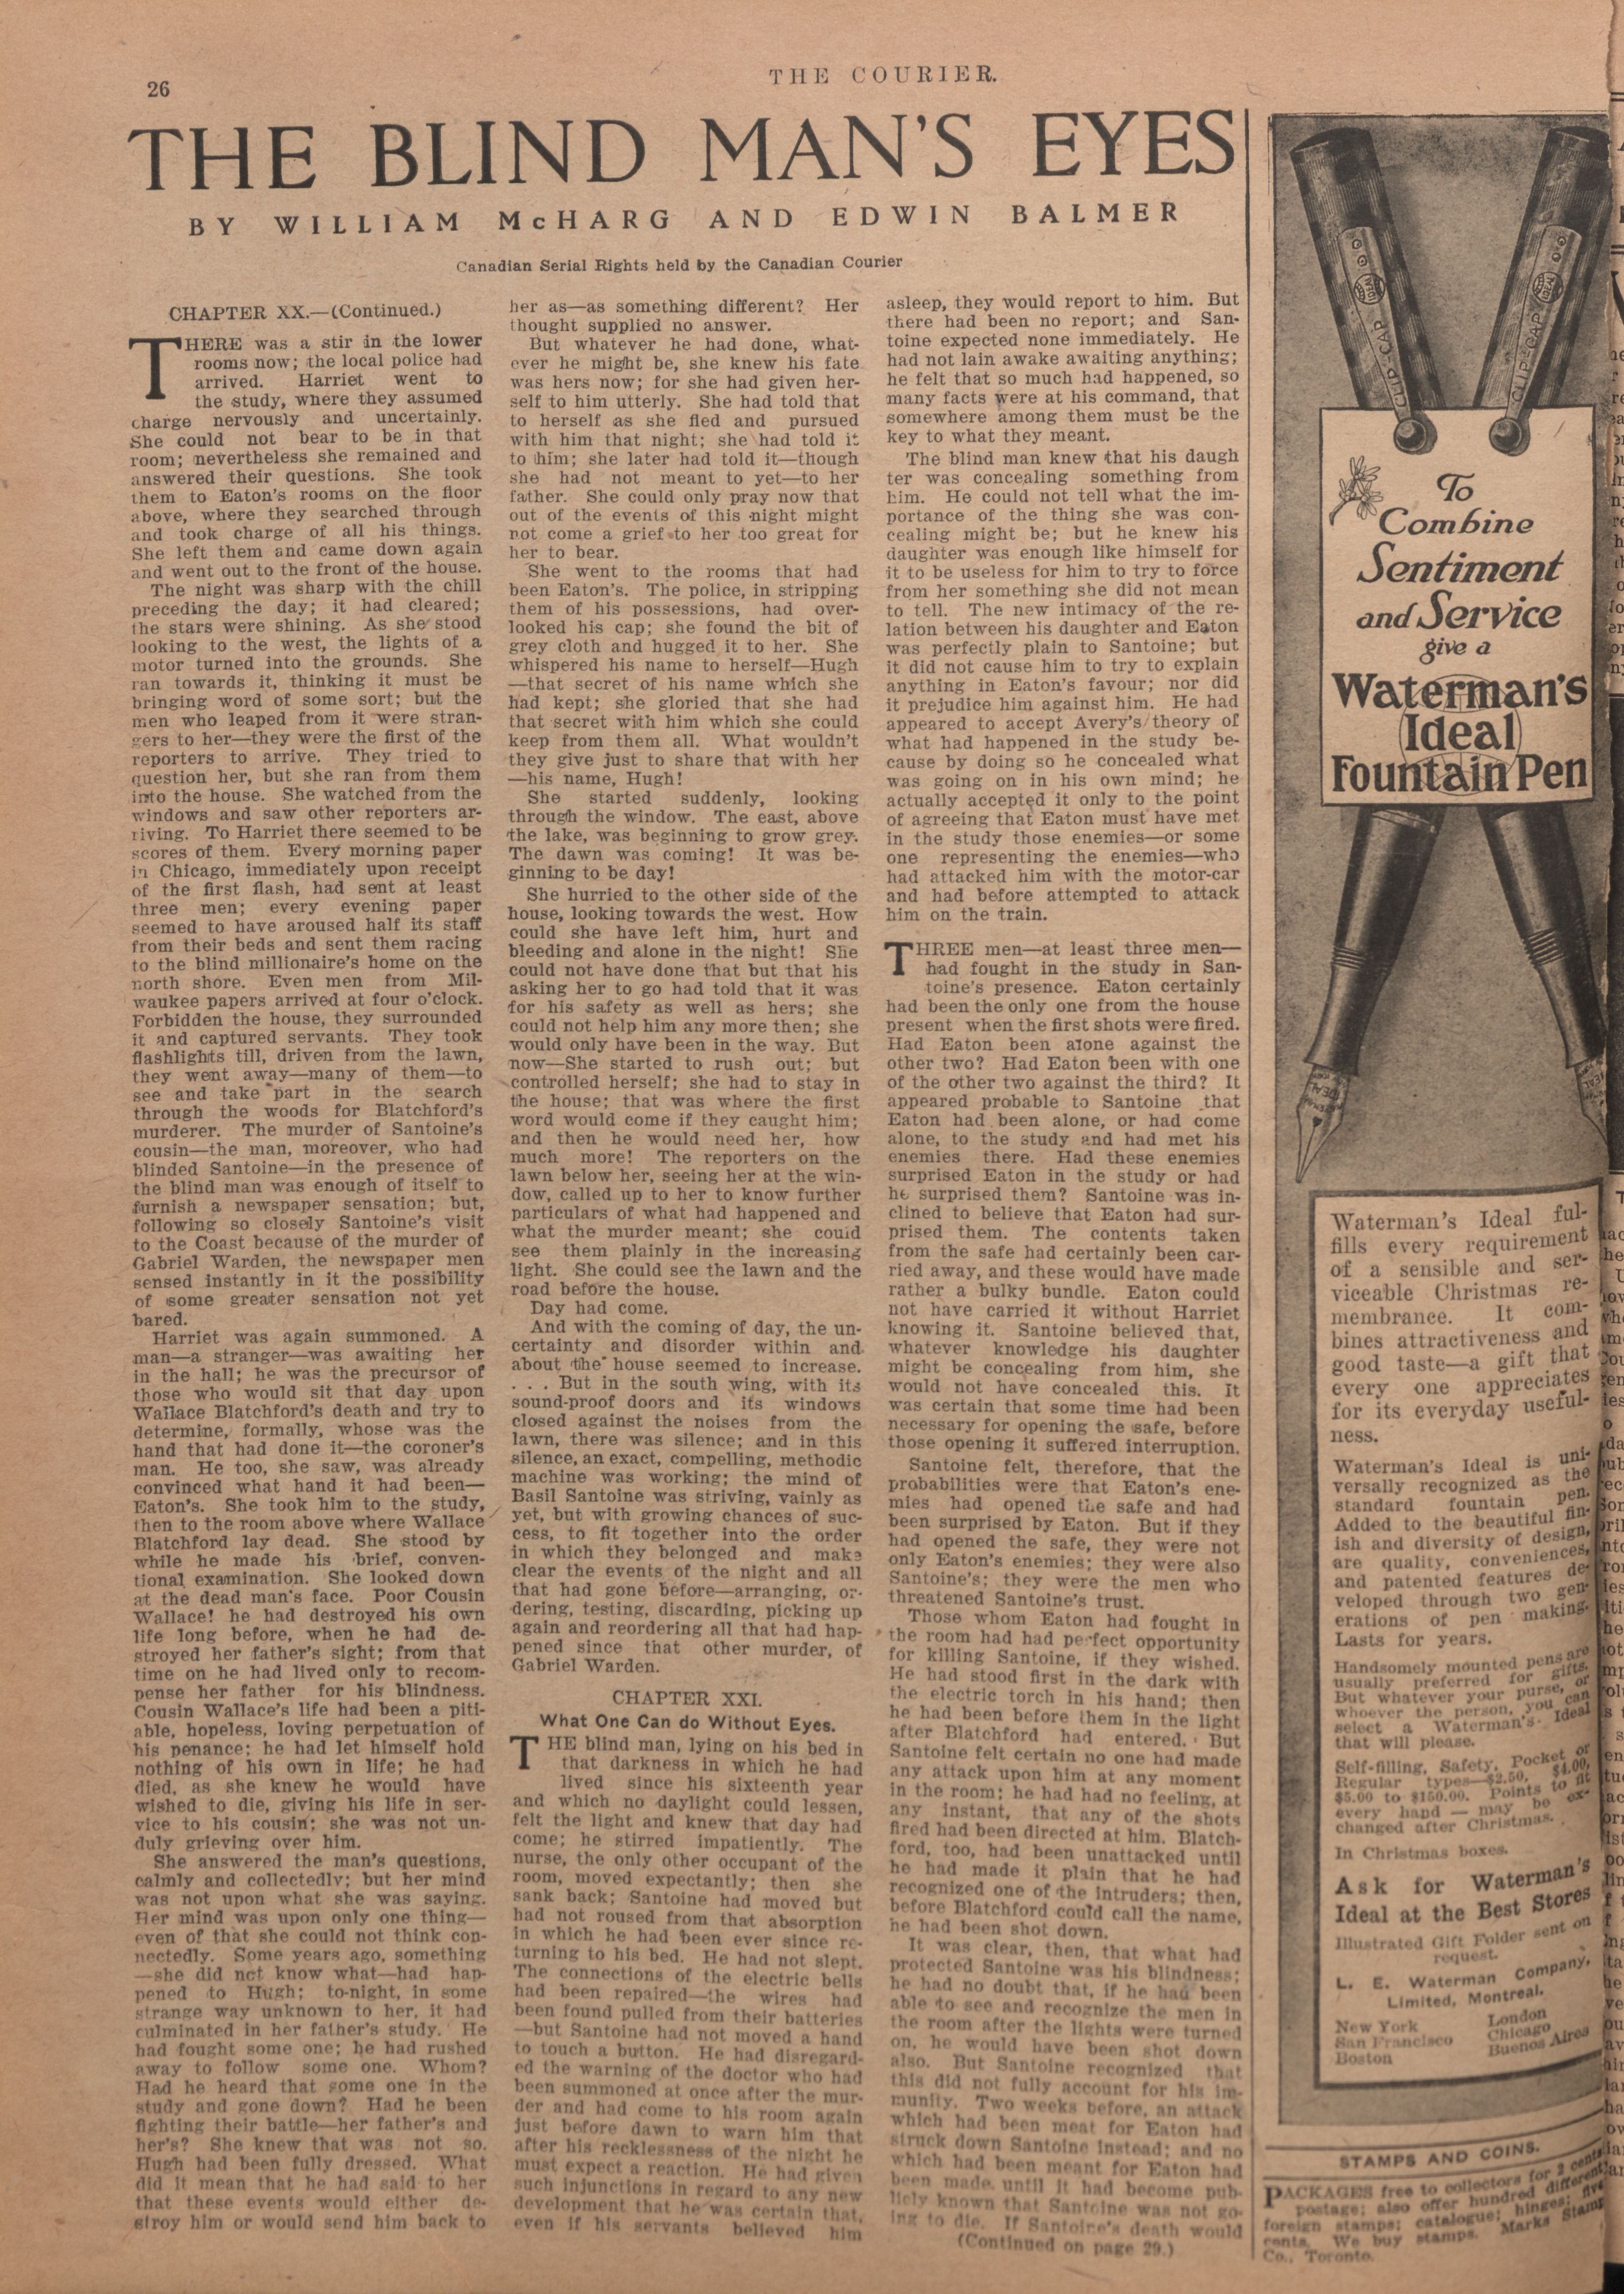 26
THE COURIER.
THE BLIND MAN'S EYES
BY WILLIAM McHARG AND EDWIN BALMER
Canadian Serial Rights held by the Canadian Courier
CHAPTER XX.—(Continued.)
THERE was a stir in the lower
rooms now; the local police had
arrived. Harriet went to
the study, where they assumed
charge nervously and uncertainly.
She could not bear to be in that
room; nevertheless she remained and
answered their questions. She took
them to Eaton's rooms on the floor
above, where they searched through
and took charge of all his things.
She left them and came down again
and went out to the front of the house.
The night was sharp with the chill
preceding the day; it had cleared;
the stars were shining. As she stood
looking to the west, the lights of a
motor turned into the grounds. She
ran towards it, thinking it must be
bringing word of some sort; but the
men who leaped from it were stran-
gers to her—they were the first of the
reporters to arrive. They tried to
question her, but she ran from them
into the house. She watched from the
windows and saw other reporters ar-
riving. To Harriet there seemed to be
scores of them. Every morning paper
in Chicago, immediately upon receipt
of the first flash, had sent at least
three men; every evening paper
seemed to have aroused half its staff
from their beds and sent them racing
to the blind millionaire's home on the
north shore. Even men from Mil-
waukee papers arrived at four o'clock.
Forbidden the house, they surrounded
it and captured servants. They took
flashlights till, driven from the lawn,
they went away—many of them—to
see and take part in the search
through the woods for Blatchford's
murderer. The murder of Santoine's
cousin—the man, moreover, who had
blinded Santoine—in the presence of
the blind man was enough of itself to
furnish a newspaper sensation; but,
following so closely Santoine's visit
to the Coast because of the murder of
Gabriel Warden, the newspaper men
sensed instantly in it the possibility
of some greater sensation not yet
bared.
Harriet was again summoned. A
man—a stranger—was awaiting her
in the hall; he was the precursor of
those who would sit that day upon
Wallace Blatchford's death and try to
determine, formally, whose was the
hand that had done it—the coroner's
man. He too, she saw, was already
convinced what hand it had been—
Eaton's. She took him to the study,
then to the room above where Wallace
Blatchford lay dead. She stood by
while he made his brief, conven-
tional examination. She looked down
at the dead man's face. Poor Cousin
Wallace! he had destroyed his own
life long before, when he had de-
stroyed her father's sight; from that
time on he had lived only to recom-
pense her father for his blindness.
Cousin Wallace's life had been a piti-
able, hopeless, loving perpetuation of
his penance; he had let himself hold
nothing of his own in life; he had
died, as she knew he would have
wished to die, giving his life in ser-
vice to his cousin; she was not un-
duly grieving over him.
She answered the man's questions,
calmly and collectedly; but her mind
was not upon what she was saying.
Her mind was upon only one thing—
even of that she could not think con-
nectedly. Some years ago, something
—she did not know what—had hap-
pened to Hugh; to-night, in some
strange way unknown to her, it had
culminated in her father's study. He
had fought some one; he had rushed
away to follow some one. Whom?
Had he heard that some one in the
study and gone down? Had he been
fighting their battle—her father's and
her's? She knew that was not so.
Hugh had been fully dressed. What
did it mean that he had said to her
that these events would either de-
stroy him or would send him back to
her as—as something different? Her
thought supplied no answer.
But whatever he had done, what-
ever he might be, she knew his fate
was hers now; for she had given her-
self to him utterly. She had told that
to herself as she fled and pursued
with him that night; she had told it
to him; she later had told it—though
she had not meant to yet—to her
father. She could only pray now that
out of the events of this night might
not come a grief to her too great for
her to bear.
She went to the rooms that had
been Eaton's. The police, in stripping
them of his possessions, had over-
looked his cap; she found the bit of
grey cloth and hugged it to her. She
whispered his name to herself—Hugh
—that secret of his name which she
had kept; she gloried that she had
that secret with him which she could
keep from them all. What wouldn't
they give just to share that with her
—his name, Hugh!
She started suddenly, looking
through the window. The east, above
the lake, was beginning to grow grey.
The dawn was coming! It was be-
ginning to be day!
She hurried to the other side of the
house, looking towards the west. How
could she have left him, hurt and
bleeding and alone in the night! She
could not have done that but that his
asking her to go had told that it was
for his safety as well as hers; she
could not help him any more then; she
would only have been in the way. But
now—She started to rush out; but
controlled herself; she had to stay in
the house; that was where the first
word would come if they caught him;
and then he would need her, how
much more! The reporters on the
lawn below her, seeing her at the win-
dow, called up to her to know further
particulars of what had happened and
what the murder meant; she could
see them plainly in the increasing
light. She could see the lawn and the
road before the house.
Day had come.
And with the coming of day, the un-
certainty and disorder within and
about the house seemed to increase.
. . . But in the south wing, with its
sound-proof doors and its windows
closed against the noises from the
lawn, there was silence; and in this
silence, an exact, compelling, methodic
machine was working; the mind of
Basil Santoine was striving, vainly as
yet, but with growing chances of suc-
cess, to fit together into the order
in which they belonged and make
clear the events of the night and all
that had gone before—arranging, or-
dering, testing, discarding, picking up
again and reordering all that had hap-
pened since that other murder, of
Gabriel Warden.
CHAPTER XXI.
What One Can do Without Eyes.
THE blind man, lying on his bed in
that darkness in which he had
lived since his sixteenth year
and which no daylight could lessen,
felt the light and knew that day had
come; he stirred impatiently. The
nurse, the only other occupant of the
room, moved expectantly; then she
sank back; Santoine had moved but
had not roused from that absorption
in which he had been ever since re-
turning to his bed. He had not slept.
The connections of the electric bells
had been repaired—the wires had
been found pulled from their batteries
—but Santoine had not moved a hand
to touch a button. He had disregard-
ed the warning of the doctor who had
been summoned at once after the mur-
der and had come to his room again
just before dawn to warn him that
after his recklessness of the night he
must expect a reaction. He had given
such injunctions in regard to any new
development that he was certain that,
even if his servants believed him
asleep, they would report to him. But
there had been no report; and San-
toine expected none immediately. He
had not lain awake awaiting anything;
he felt that so much had happened, so
many facts were at his command, that
somewhere among them must be the
key to what they meant.
The blind man knew that his daugh
ter was concealing something from
him. He could not tell what the im-
portance of the thing she was con-
cealing might be; but he knew his
daughter was enough like himself for
it to be useless for him to try to force
from her something she did not mean
to tell. The new intimacy of the re-
lation between his daughter and Eaton
was perfectly plain to Santoine; but
it did not cause him to try to explain
anything in Eaton's favour; nor did
it prejudice him against him. He had
appeared to accept Avery's theory of
what had happened in the study be-
cause by doing so he concealed what
was going on in his own mind; he
actually accepted it only to the point
of agreeing that Eaton must have met
in the study those enemies—or some
one representing the enemies—who
had attacked him with the motor-car
and had before attempted to attack
him on the train.
THREE men—at least three men—
had fought in the study in San-
toine's presence. Eaton certainly
had been the only one from the house
present when the first shots were fired.
Had Eaton been alone against the
other two? Had Eaton been with one
of the other two against the third? It
appeared probable to Santoine that
Eaton had been alone, or had come
alone, to the study and had met his
enemies there. Had these enemies
surprised Eaton in the study or had
he surprised them? Santoine was in-
clined to believe that Eaton had sur-
prised them. The contents taken
from the safe had certainly been car-
ried away, and these would have made
rather a bulky bundle. Eaton could
not have carried it without Harriet
knowing it. Santoine believed that,
whatever knowledge his daughter
might be concealing from him, she
would not have concealed this. It
was certain that some time had been
necessary for opening the safe, before
those opening it suffered interruption.
Santoine felt, therefore, that the
probabilities were that Eaton's ene-
mies had opened the safe and had
been surprised by Eaton. But if they
had opened the safe, they were not
only Eaton's enemies; they were also
Santoine's; they were the men who
threatened Santoine's trust.
Those whom Eaton had fought in
the room had had perfect opportunity
for killing Santoine, if they wished.
He had stood first in the dark with
the electric torch in his hand; then
he had been before them in the light
after Blatchford had entered. But
Santoine felt certain no one had made
any attack upon him at any moment
in the room; he had had no feeling, at
any instant, that any of the shots
fired had been directed at him. Blatch-
ford, too, had been unattacked until
he had made it plain that he had
recognized one of the intruders; then,
before Blatchford could call the name,
he had been shot down.
It was clear, then, that what had
protected Santoine was his blindness;
he had no doubt that, if he had been
able to see and recognize the men in
the room after the lights were turned
on, he would have been shot down
also. But Santoine recognized that
this did not fully account for his im-
munity. Two weeks before, an attack
which had been meat for Eaton had
struck down Santoine instead; and no
which had been meant for Eaton had
been made until it had become pub-
licly known that Santoine was not go-
ing to die. If Santoine's death would
(Continued on page 29.)
CLIP-CAP
CLIP-CAP
To
Combine
Sentiment
and Service
give a
Waterman's
Ideal
Fountain Pen
Waterman's Ideal ful-
fills every requirement
of a sensible and ser-
viceable Christmas re-
membrance. It com-
bines attractiveness and
good taste—a gift that
every one appreciates
for its everyday useful-
ness.
Waterman's Ideal is uni-
versally recognized as the
standard fountain pen.
Added to the beautiful fin-
ish and diversity of design,
are quality, conveniences,
and patented features de-
veloped through two gen-
erations of pen making.
Lasts for years.
Handsomely mounted pens are
usually preferred for gifts.
But whatever your purse, or
whoever the person, you can
select a Waterman's Ideal
that will please.
Self-filling, Safety, Pocket or
Regular types—$2.50, $4.00,
$5.00 to $150.00. Points to fit
every hand — may be ex-
changed after Christmas.
In Christmas boxes.
Ask for Waterman's
Ideal at the Best Stores
Illustrated Gift Folder sent on
request.
L. E. Waterman Company,
Limited, Montreal.
New York London
San Francisco Chicago
Boston Buenos Aires
STAMPS AND COINS.
PACKAGES free to collectors for 2 cents
postage; also offer hundred different
foreign stamps; catalogue; hinges; five
cents. We buy stamps. Marks Stamp
Co., Toronto.